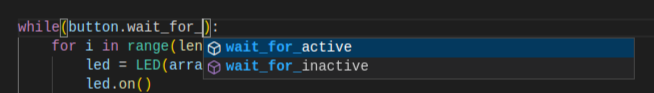 while(button.wait_for_):
for i in range(len
wait_for_active
led = LED(arra
wait_for_inactive
led.on()